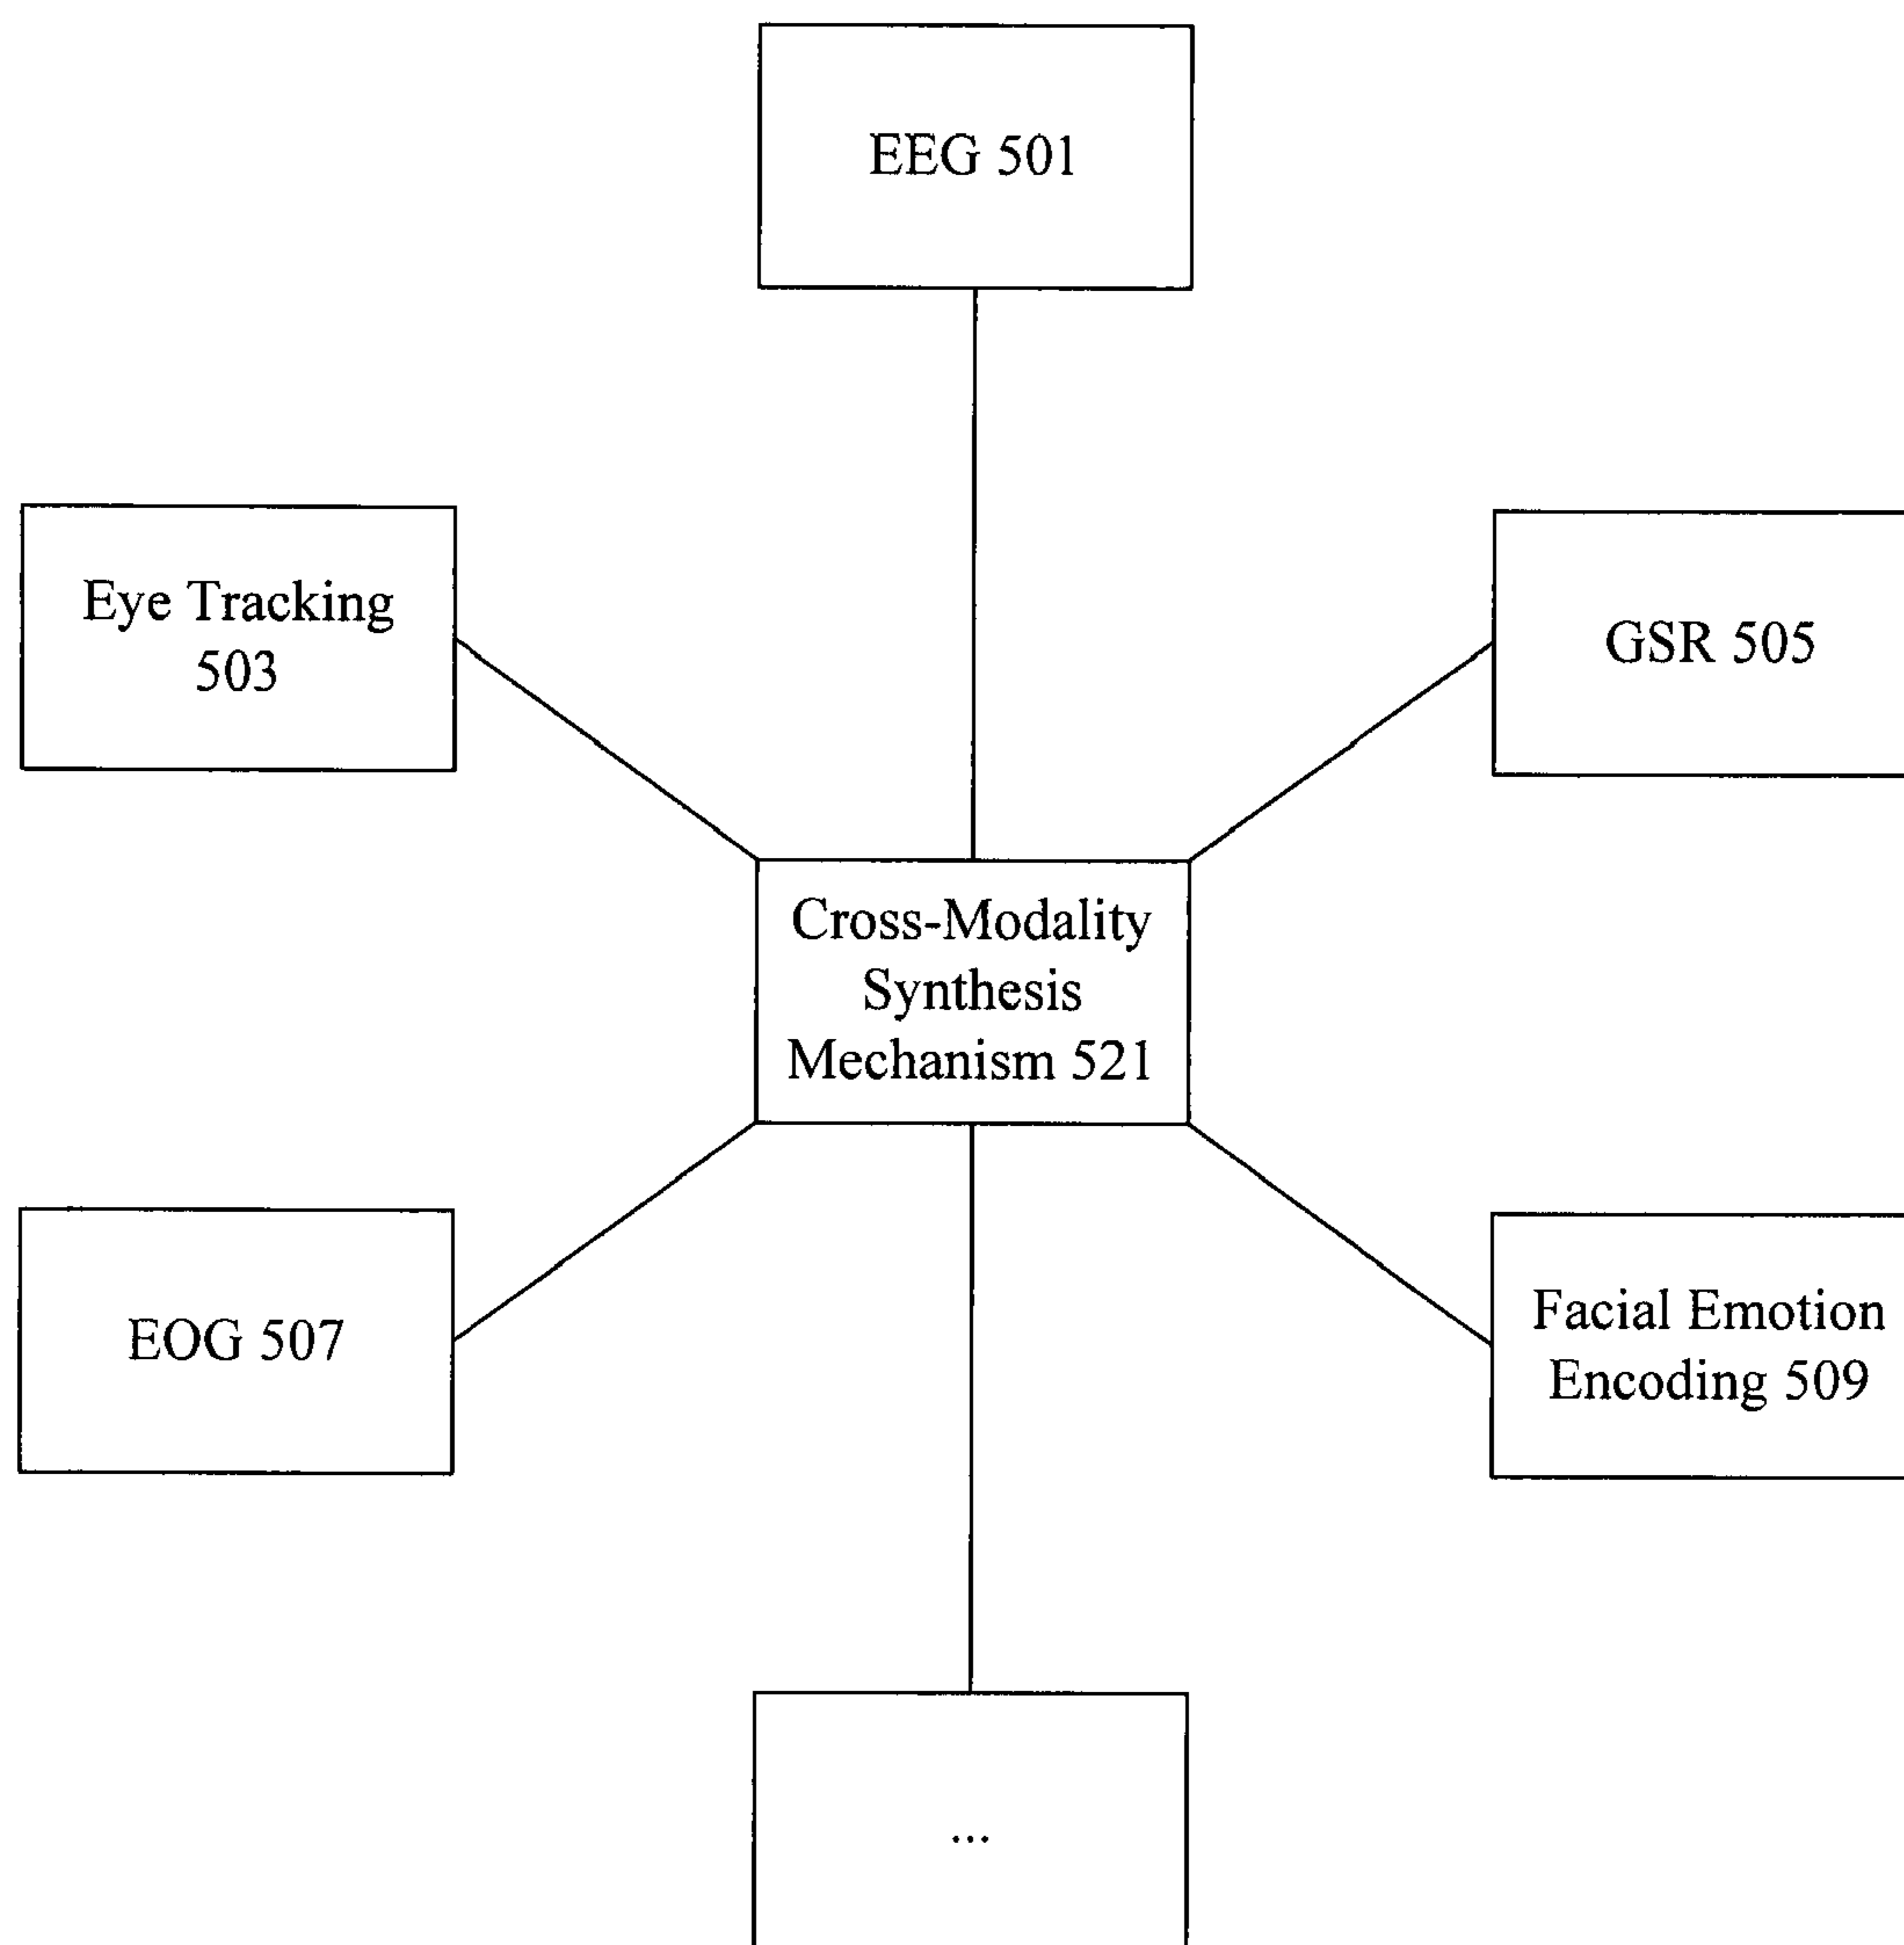 EEG 501
Eye Tracking
503
GSR 505
Cross-Modality
Synthesis
Mechanism 521
EOG 507
Facial Emotion
Encoding 509
...